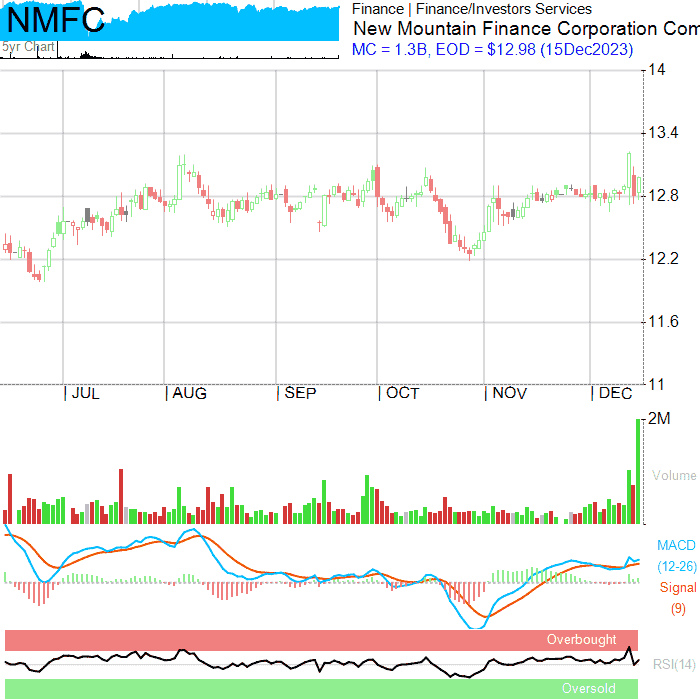 NMFC
5yr Chart
Finance | Finance/Investors Services
New Mountain Finance Corporation Com
MC = 1.3B, EOD = $12.98 (15Dec2023)
14
13.4
12.8
12.2
11.6
11
JUL AUG SEP OCT NOV DEC
2M
Volume
MACD
(12-26)
Signal
(9)
Overbought
RSI(14)
Oversold